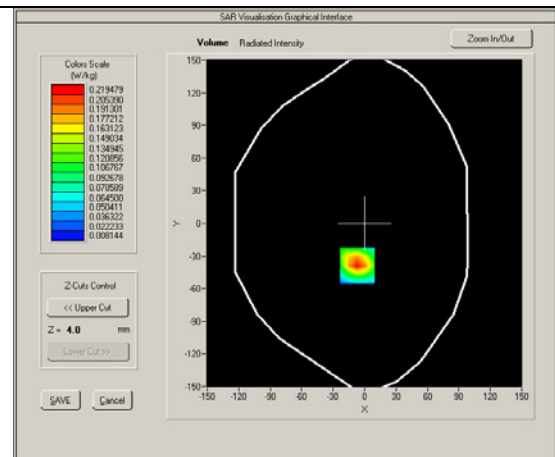 SAR Visualisation Graphical Interface
Volume Radiated Intensity
Zoom In/Out
Colors Scale
(W/kg)
0.219479
0.205390
0.191301
0.177212
0.163123
0.149034
0.134945
0.120856
0.106767
0.092678
0.078589
0.064500
0.050411
0.036322
0.022233
0.008144
Z-Cuts Control
<< Upper Cut
Z = 4.0 mm
Lower Cut >>
SAVE Cancel
150
120
90
60
30
0
-30
-60
-90
-120
-150
Y
-150 -120 -90 -60 -30 0 30 60 90 120 150
X